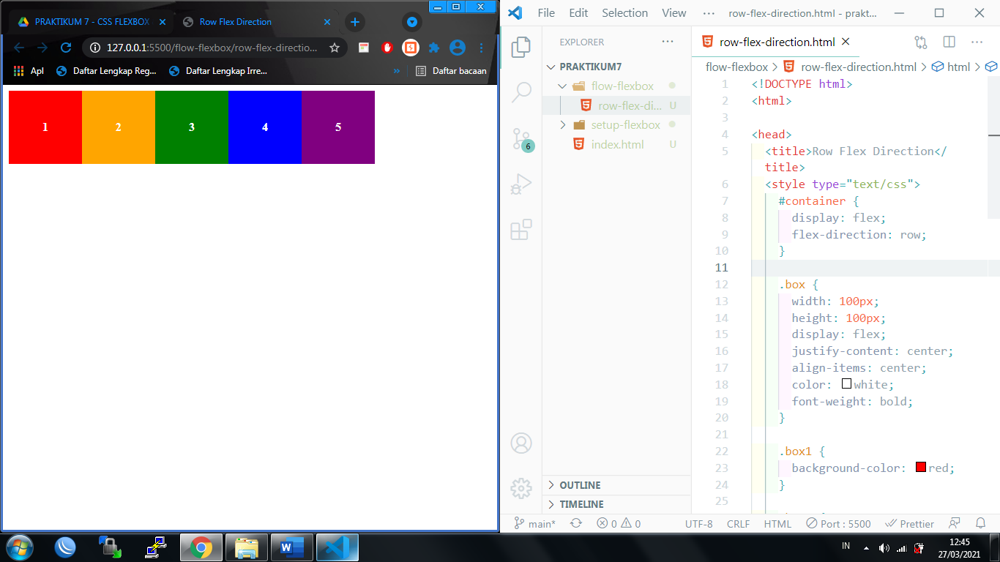 PRAKTIKUM 7 - CSS FLEXBOX
Row Flex Direction
127.0.0.1:5500/flow-flexbox/row-flex-directio...
Apl
Daftar Lengkap Reg...
Daftar Lengkap Irre...
»
Daftar bacaan
1 2 3 4 5
File Edit Selection View ··· row-flex-direction.html - prakt...
EXPLORER ···
PRAKTIKUM7
flow-flexbox
row-flex-di... U
setup-flexbox
index.html U
OUTLINE
TIMELINE
6
row-flex-direction.html
flow-flexbox > row-flex-direction.html > html >
1 <!DOCTYPE html>
2 <html>
3
4 <head>
5 <title>Row Flex Direction</
title>
6 <style type="text/css">
7 #container {
8 display: flex;
9 flex-direction: row;
10 }
11
12 .box {
13 width: 100px;
14 height: 100px;
15 display: flex;
16 justify-content: center;
17 align-items: center;
18 color: white;
19 font-weight: bold;
20 }
21
22 .box1 {
23 background-color: red;
24 }
25
main* 0 0 UTF-8 CRLF HTML Port : 5500 Prettier
IN
12:45
27/03/2021